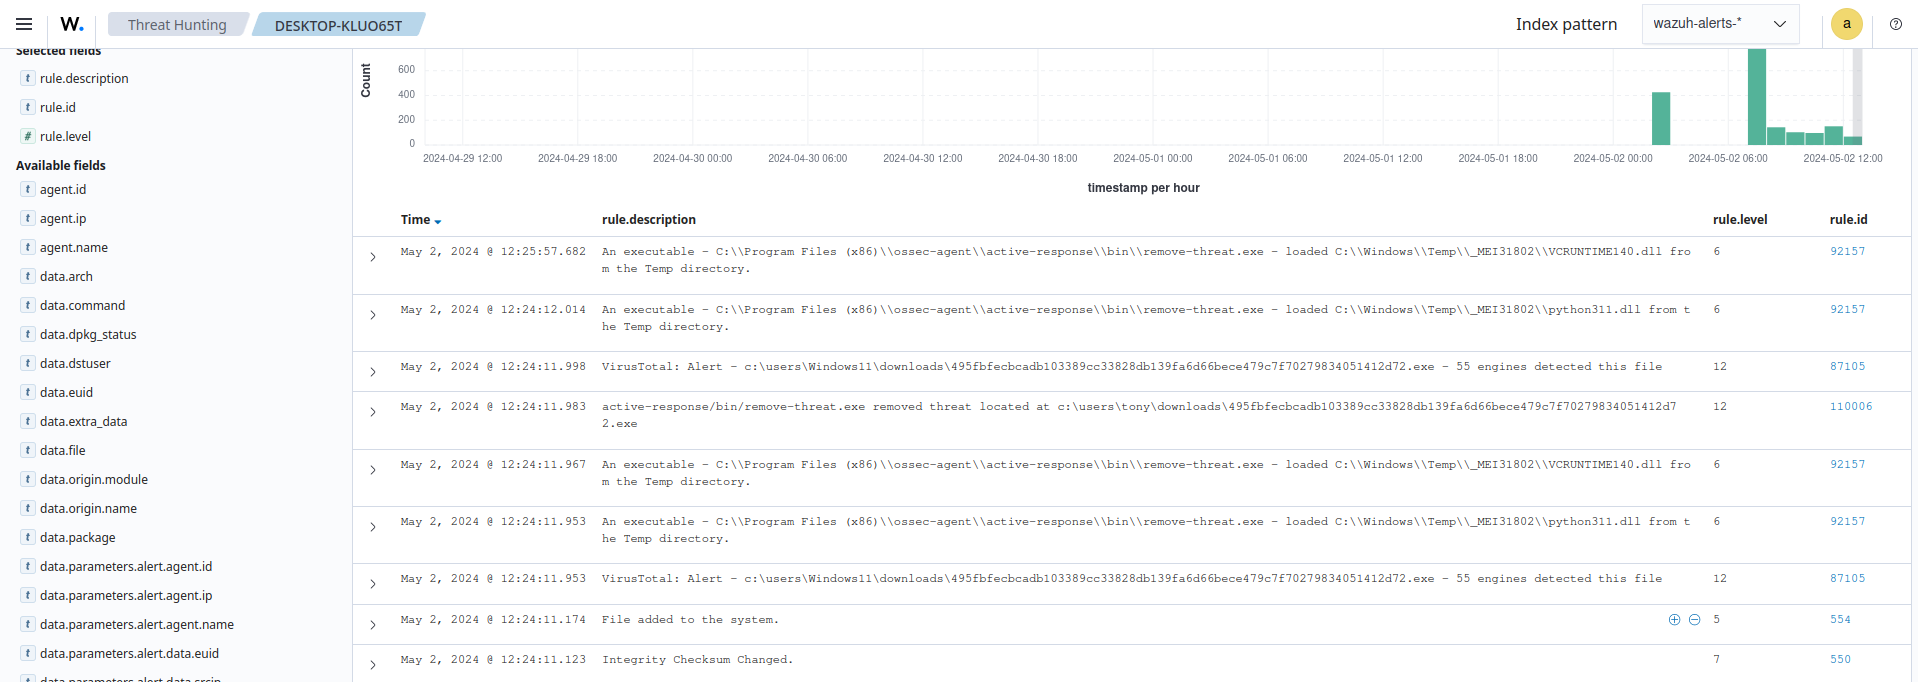 W.
Threat Hunting
DESKTOP-KLUO65T
Index pattern
wazuh-alerts-*
a
Selected fields
t rule.description
t rule.id
# rule.level
Available fields
t agent.id
t agent.ip
t agent.name
t data.arch
t data.command
t data.dpkg_status
t data.dstuser
t data.euid
t data.extra_data
t data.file
t data.origin.module
t data.origin.name
t data.package
t data.parameters.alert.agent.id
t data.parameters.alert.agent.ip
t data.parameters.alert.agent.name
t data.parameters.alert.data.euid
t data.parameters.alert.data.srcip
Count
600
400
200
0
2024-04-29 12:00 2024-04-29 18:00 2024-04-30 00:00 2024-04-30 06:00 2024-04-30 12:00 2024-04-30 18:00 2024-05-01 00:00 2024-05-01 06:00 2024-05-01 12:00 2024-05-01 18:00 2024-05-02 00:00 2024-05-02 06:00 2024-05-02 12:00
timestamp per hour
Time rule.description rule.level rule.id
May 2, 2024 @ 12:25:57.682 An executable - C:\\Program Files (x86)\\ossec-agent\\active-response\\bin\\remove-threat.exe - loaded C:\\Windows\\Temp\\_MEI31802\\VCRUNTIME140.dll fro 6 92157
m the Temp directory.
May 2, 2024 @ 12:24:12.014 An executable - C:\\Program Files (x86)\\ossec-agent\\active-response\\bin\\remove-threat.exe - loaded C:\\Windows\\Temp\\_MEI31802\\python311.dll from t 6 92157
he Temp directory.
May 2, 2024 @ 12:24:11.998 VirusTotal: Alert - c:\users\Windows11\downloads\495fbfecbcadb103389cc33828db139fa6d66bece479c7f70279834051412d72.exe - 55 engines detected this file 12 87105
May 2, 2024 @ 12:24:11.983 active-response/bin/remove-threat.exe removed threat located at c:\users\tony\downloads\495fbfecbcadb103389cc33828db139fa6d66bece479c7f70279834051412d7 12 110006
2.exe
May 2, 2024 @ 12:24:11.967 An executable - C:\\Program Files (x86)\\ossec-agent\\active-response\\bin\\remove-threat.exe - loaded C:\\Windows\\Temp\\_MEI31802\\VCRUNTIME140.dll fro 6 92157
m the Temp directory.
May 2, 2024 @ 12:24:11.953 An executable - C:\\Program Files (x86)\\ossec-agent\\active-response\\bin\\remove-threat.exe - loaded C:\\Windows\\Temp\\_MEI31802\\python311.dll from t 6 92157
he Temp directory.
May 2, 2024 @ 12:24:11.953 VirusTotal: Alert - c:\users\Windows11\downloads\495fbfecbcadb103389cc33828db139fa6d66bece479c7f70279834051412d72.exe - 55 engines detected this file 12 87105
May 2, 2024 @ 12:24:11.174 File added to the system. 5 554
May 2, 2024 @ 12:24:11.123 Integrity Checksum Changed. 7 550